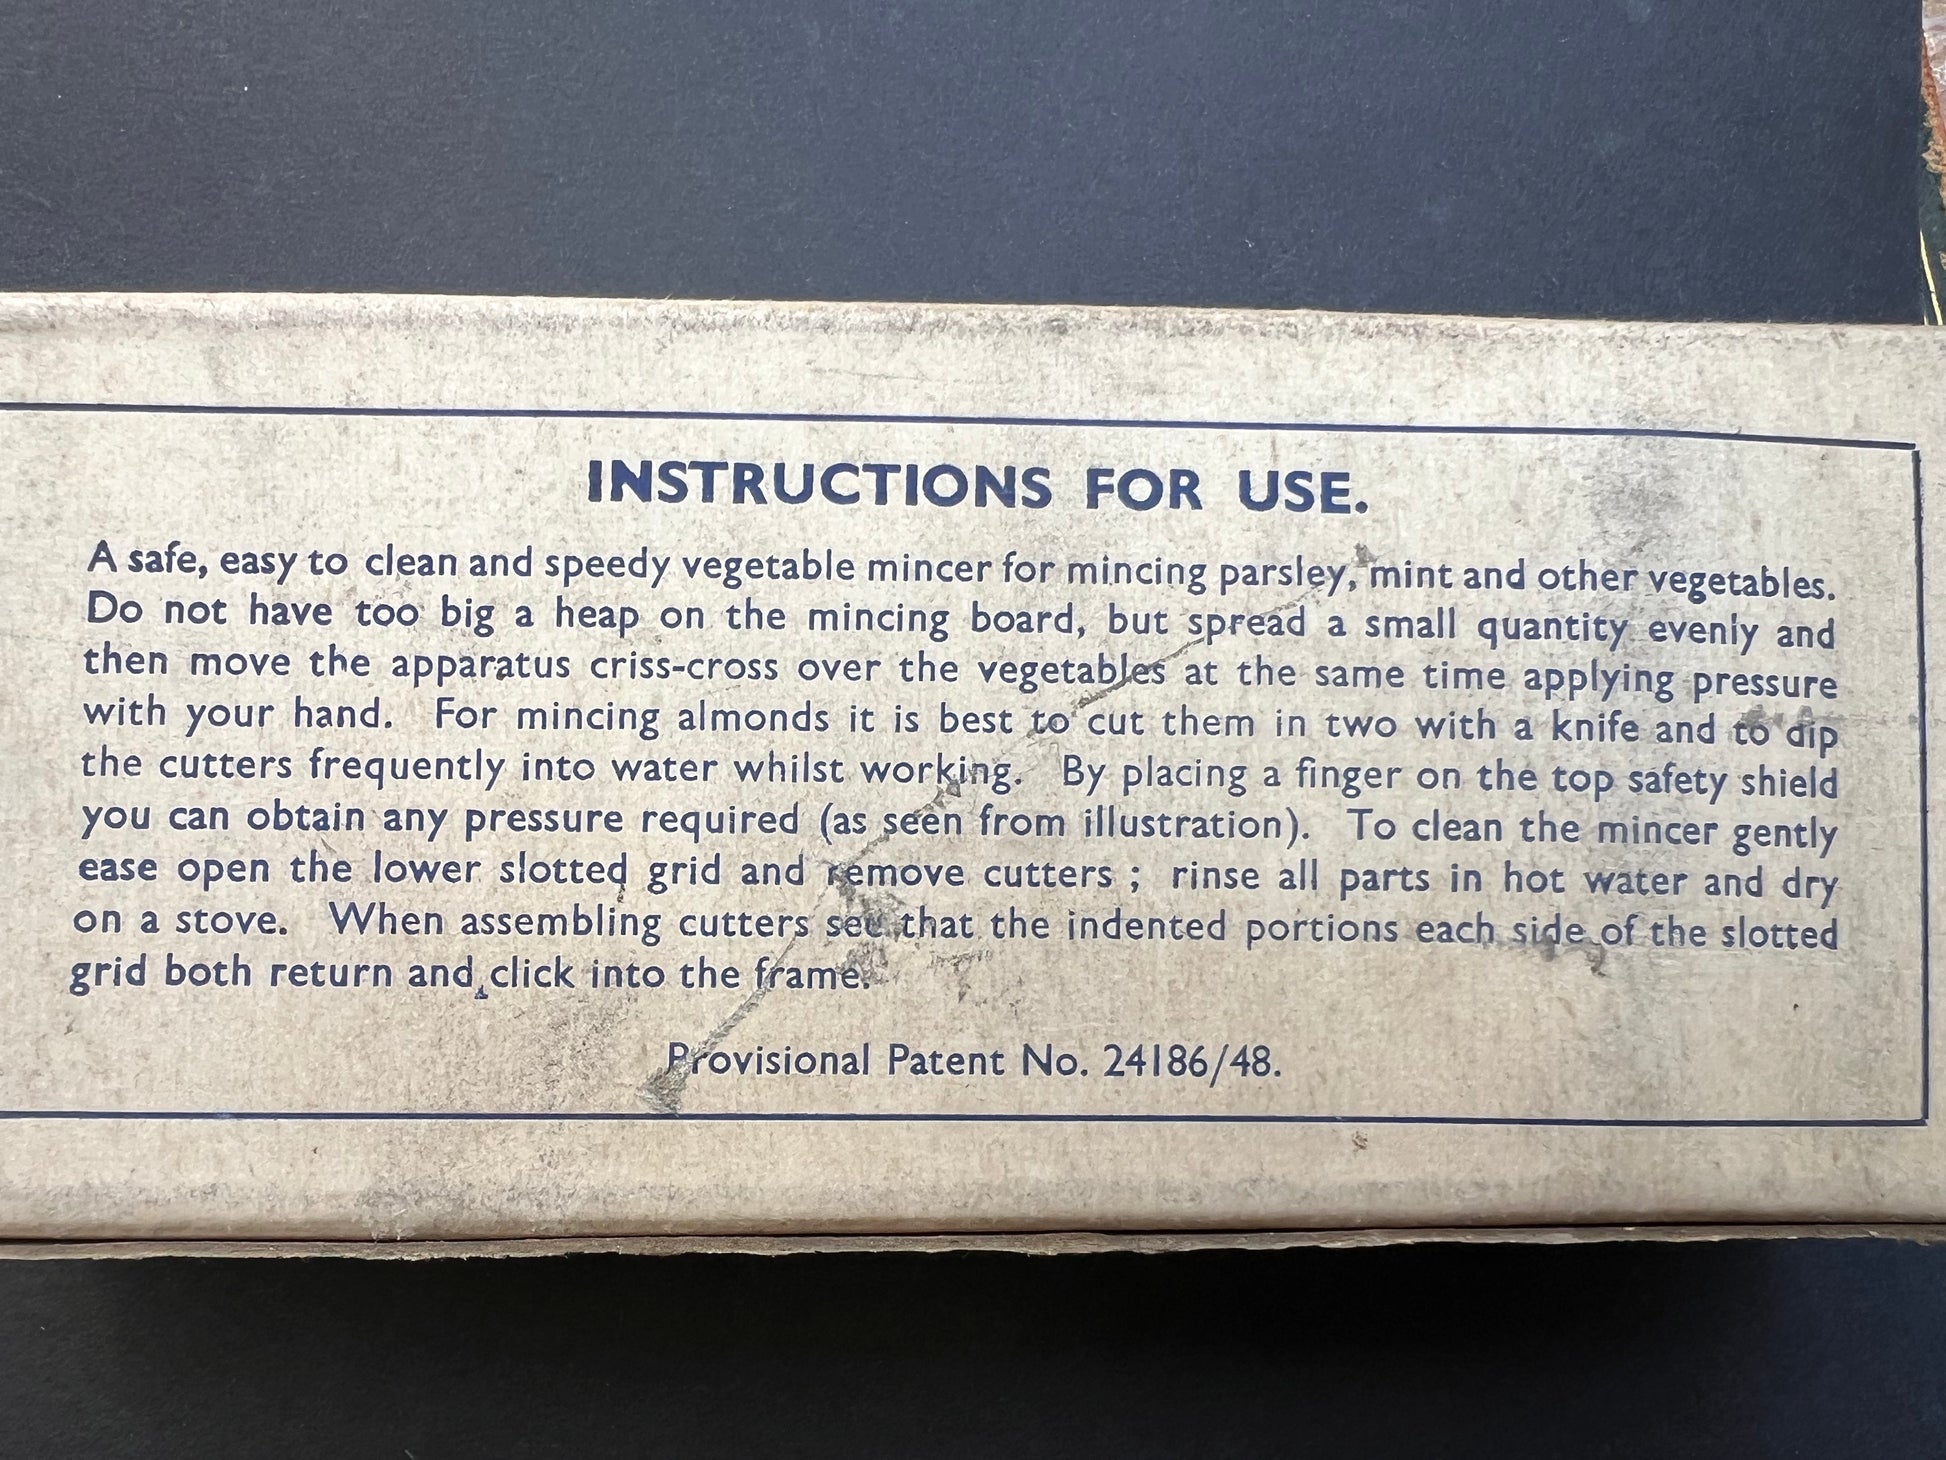 INSTRUCTIONS FOR USE.
A safe, easy to clean and speedy vegetable mincer for mincing parsley, mint and other vegetables.
Do not have too big a heap on the mincing board, but spread a small quantity evenly and
then move the apparatus criss-cross over the vegetables at the same time applying pressure
with your hand. For mincing almonds it is best to cut them in two with a knife and to dip
the cutters frequently into water whilst working. By placing a finger on the top safety shield
you can obtain any pressure required (as seen from illustration). To clean the mincer gently
ease open the lower slotted grid and remove cutters ; rinse all parts in hot water and dry
on a stove. When assembling cutters see that the indented portions each side of the slotted
grid both return and click into the frame.
Provisional Patent No. 24186/48.